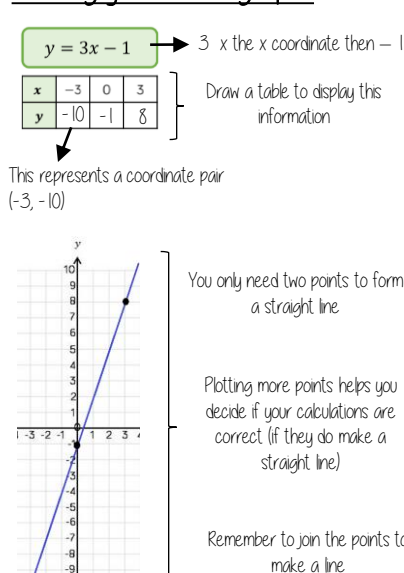 y = 3x − 1
3 x the x coordinate then − 1
x −3 0 3
y -10 -1 8
Draw a table to display this
information
This represents a coordinate pair
(-3, -10)
y
10
9
8
7
6
5
4
3
2
1
0
-3 -2 -1 1 2 3
-2
-3
-4
-5
-6
-7
-8
-9
You only need two points to form
a straight line
Plotting more points helps you
decide if your calculations are
correct (if they do make a
straight line)
Remember to join the points to
make a line